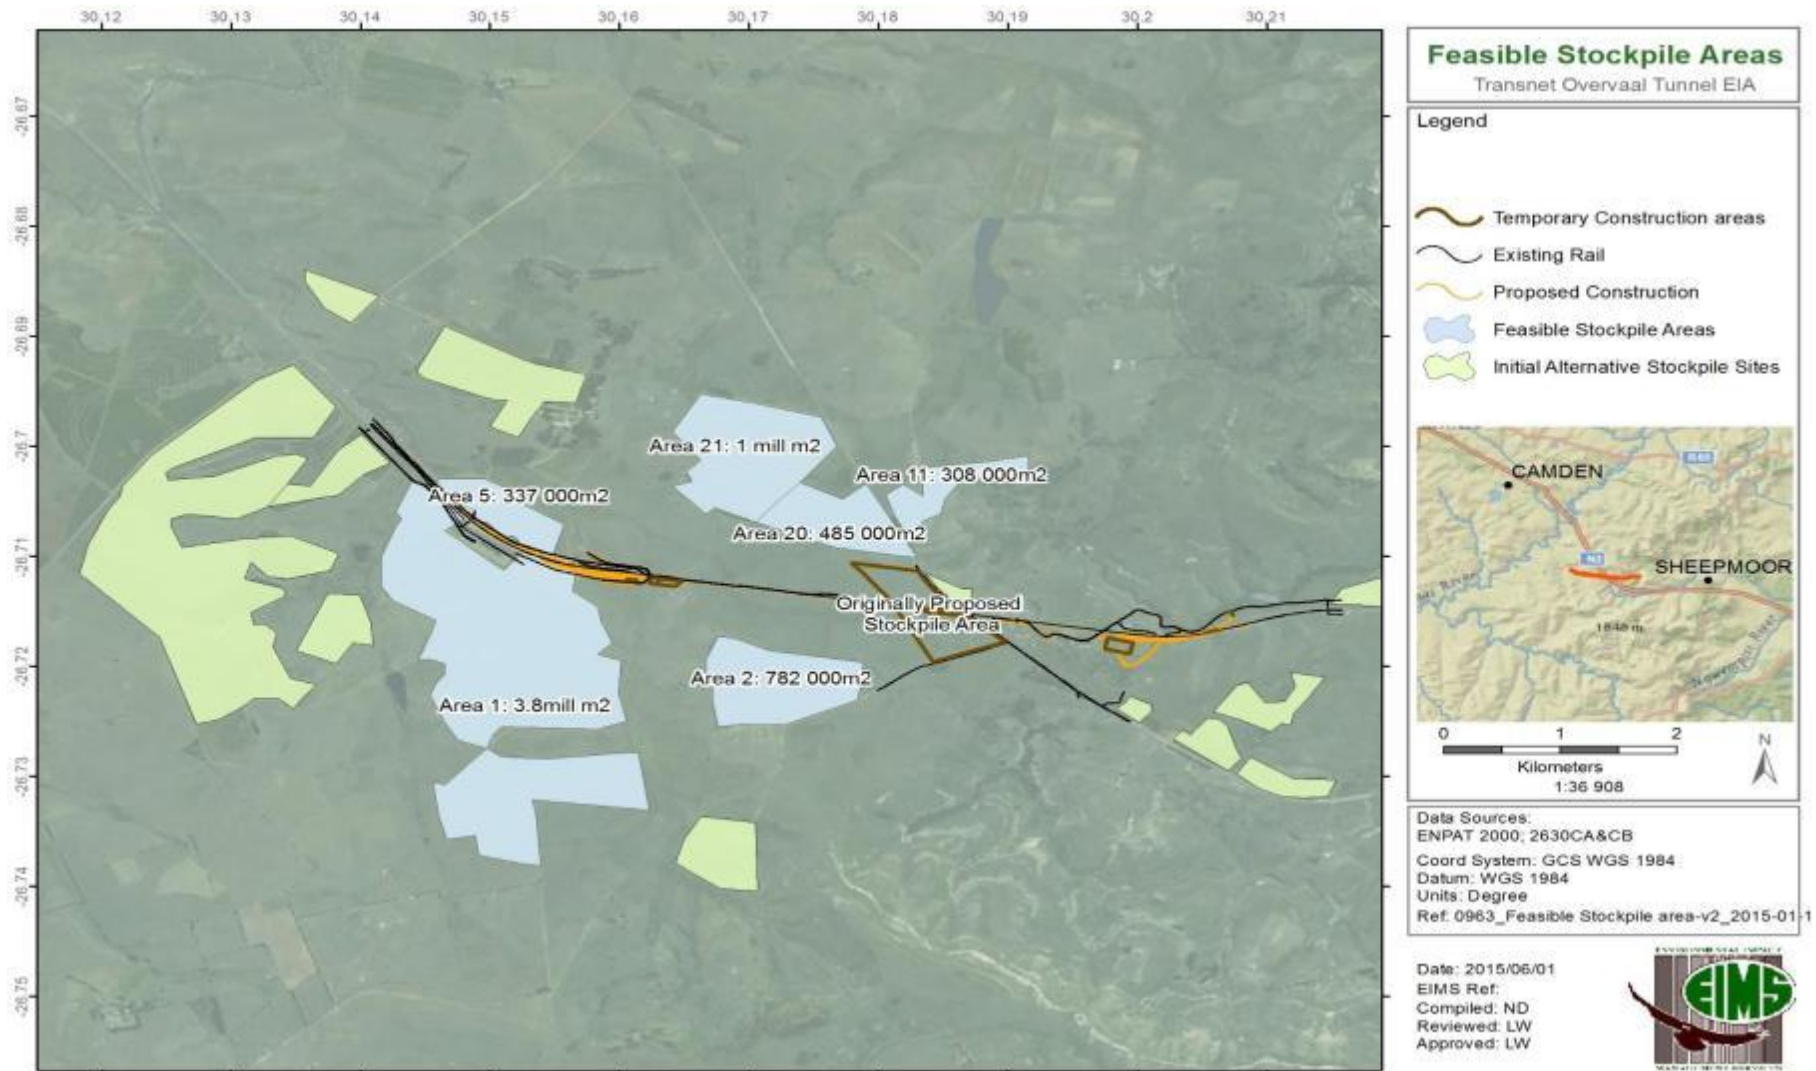 30,12 30,13 30,14 30,15 30,16 30,17 30,18 30,19 30,2 30,21
-26,67
-26,68
-26,69
-26,7
-26,71
-26,72
-26,73
-26,74
-26,75
Area 21: 1 mill m2
Area 11: 308 000m2
Area 5: 337 000m2
Area 20: 485 000m2
Originally Proposed
Stockpile Area
Area 2: 782 000m2
Area 1: 3.8mill m2
Feasible Stockpile Areas
Transnet Overvaal Tunnel EIA
Legend
Temporary Construction areas
Existing Rail
Proposed Construction
Feasible Stockpile Areas
Initial Alternative Stockpile Sites
CAMDEN
SHEEPMOOR
1848 m
0 1 2
Kilometers
1:36 908
N
Data Sources:
ENPAT 2000; 2630CA&CB
Coord System: GCS WGS 1984
Datum: WGS 1984
Units: Degree
Ref: 0963_Feasible Stockpile area-v2_2015-01-1
Date: 2015/06/01
EIMS Ref:
Compiled: ND
Reviewed: LW
Approved: LW
EIMS